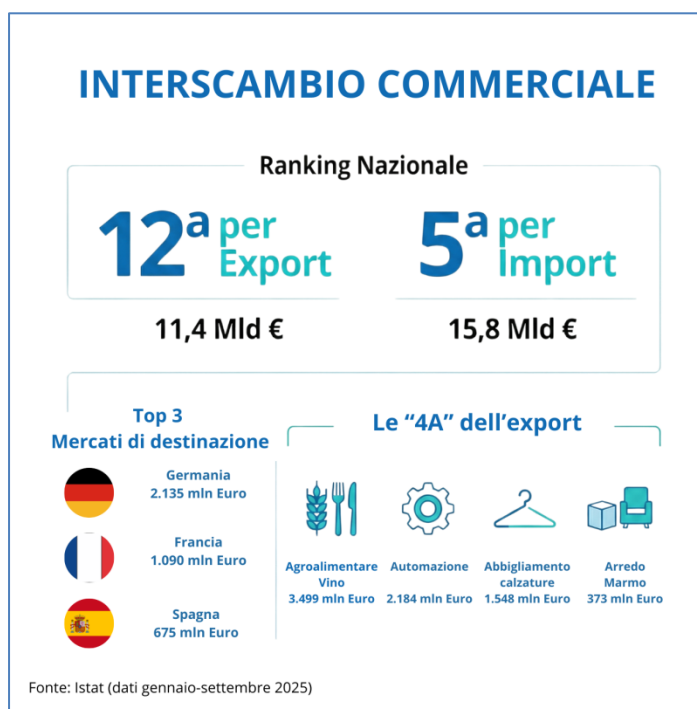 INTERSCAMBIO COMMERCIALE
Ranking Nazionale
12ª per
Export
11,4 Mld €
5ª per
Import
15,8 Mld €
Top 3
Mercati di destinazione
Germania
2.135 mln Euro
Francia
1.090 mln Euro
Spagna
675 mln Euro
Le “4A” dell’export
Agroalimentare
Vino
3.499 mln Euro
Automazione
2.184 mln Euro
Abbigliamento
calzature
1.548 mln Euro
Arredo
Marmo
373 mln Euro
Fonte: Istat (dati gennaio-settembre 2025)